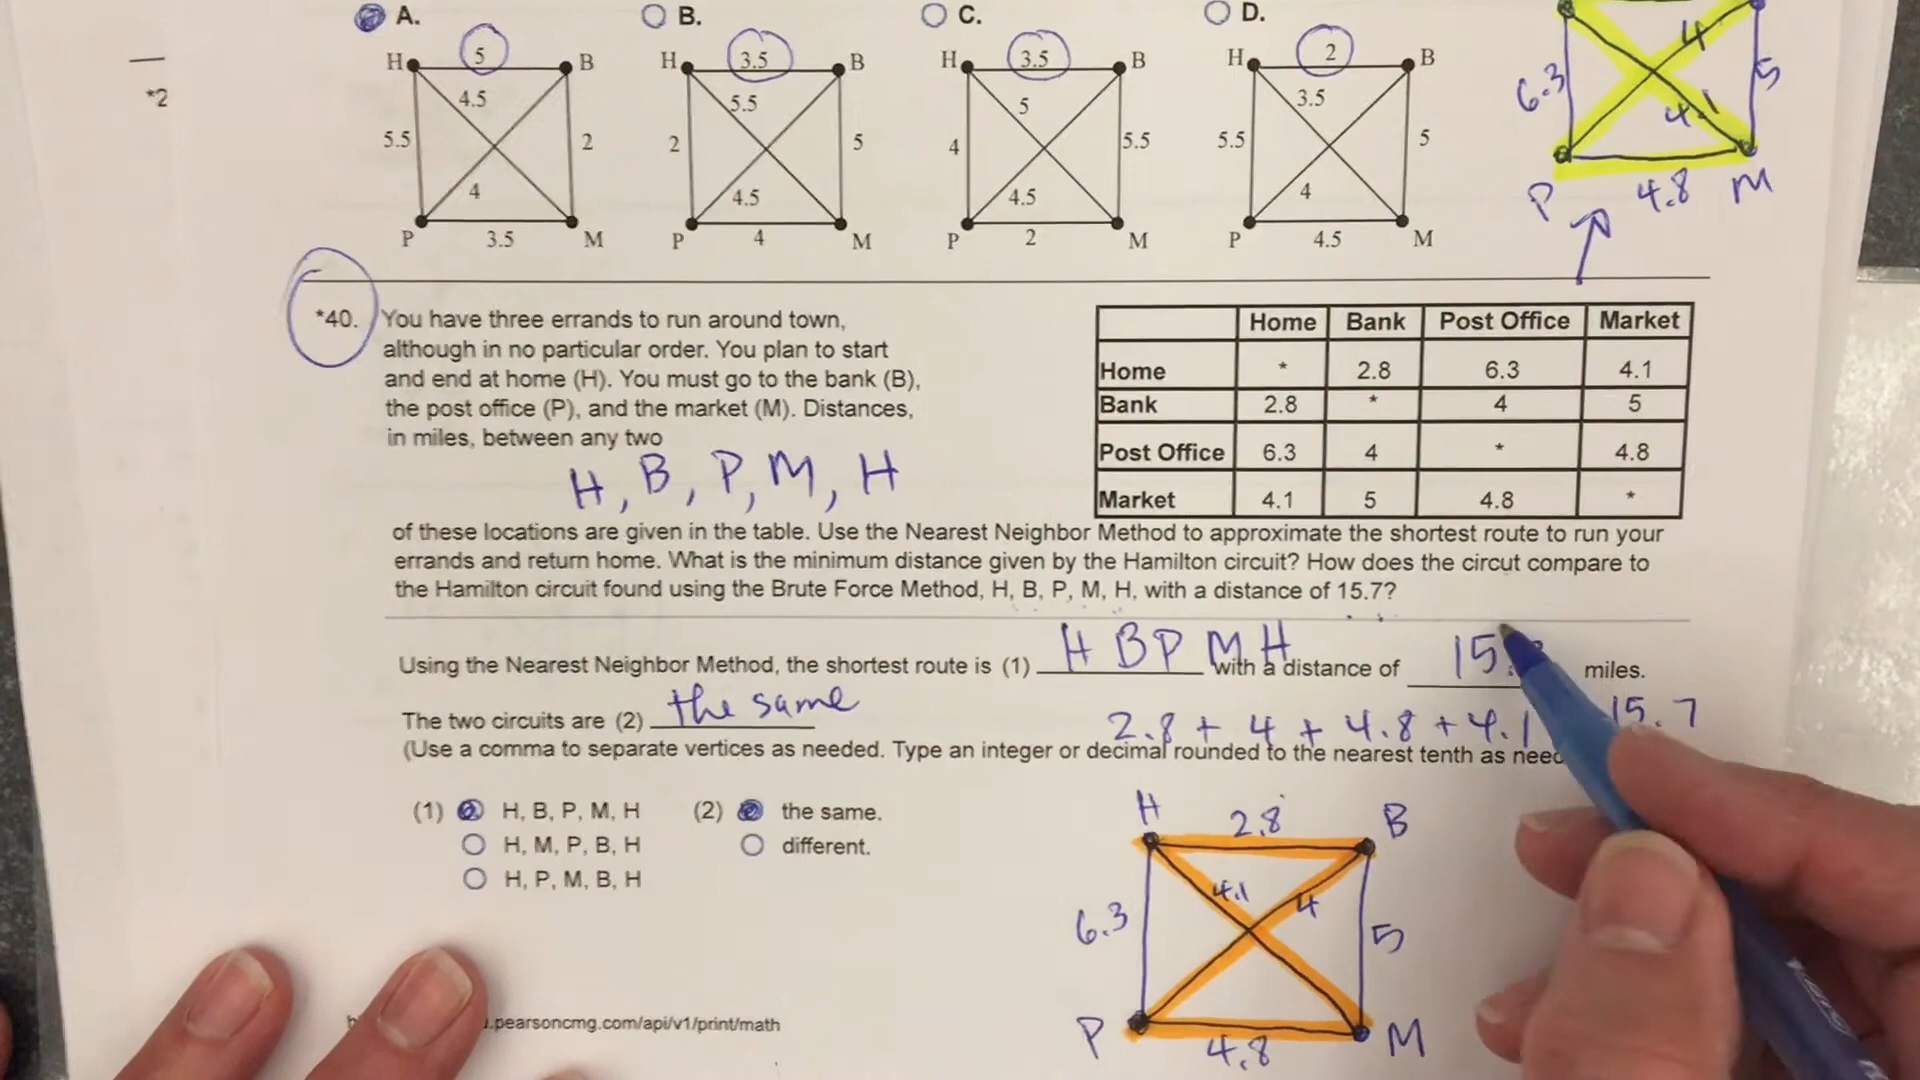 A. B. C. D.
H 5 B H 3.5 B H 3.5 B H 2 B
4.5 5.5 5 3.5
5.5 2 2 5 4 5.5 5.5 5
4 4.5 4.5 4
P 3.5 M P 4 M P 2 M P 4.5 M
4
6.3 5
4.1
P 4.8 M
*2
*40. You have three errands to run around town,
although in no particular order. You plan to start
and end at home (H). You must go to the bank (B),
the post office (P), and the market (M). Distances,
in miles, between any two
H, B, P, M, H
Home Bank Post Office Market
Home * 2.8 6.3 4.1
Bank 2.8 * 4 5
Post Office 6.3 4 * 4.8
Market 4.1 5 4.8 *
of these locations are given in the table. Use the Nearest Neighbor Method to approximate the shortest route to run your
errands and return home. What is the minimum distance given by the Hamilton circuit? How does the circut compare to
the Hamilton circuit found using the Brute Force Method, H, B, P, M, H, with a distance of 15.7?
Using the Nearest Neighbor Method, the shortest route is (1) H B P M H with a distance of 15. miles.
The two circuits are (2) the same
2.8 + 4 + 4.8 + 4.1 15.7
(Use a comma to separate vertices as needed. Type an integer or decimal rounded to the nearest tenth as
(1) H, B, P, M, H (2) the same.
H, M, P, B, H different.
H, P, M, B, H
H 2.8 B
4.1 4
6.3 5
P 4.8 M
.pearsoncmg.com/api/v1/print/math